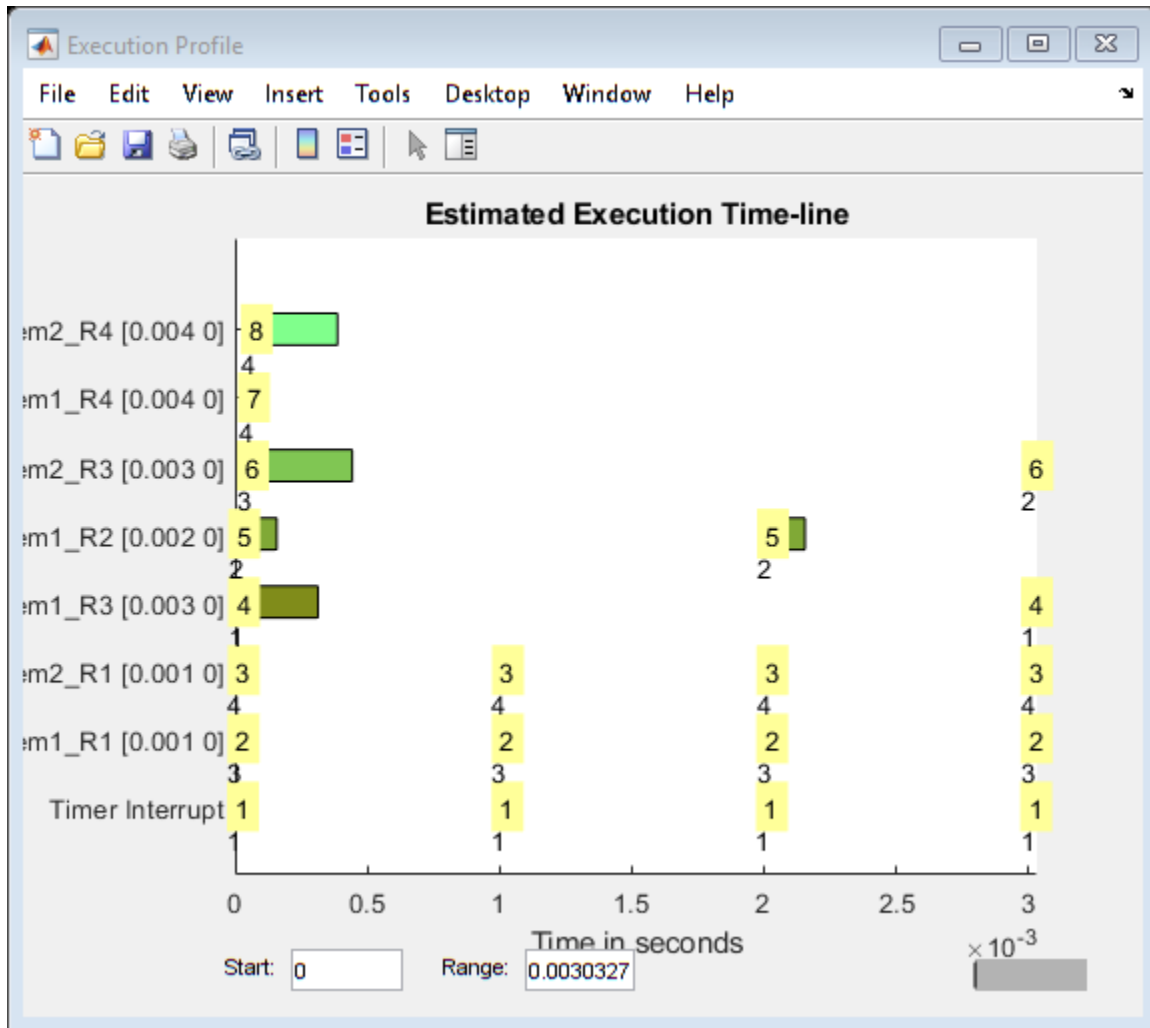 Execution Profile
File Edit View Insert Tools Desktop Window Help
Estimated Execution Time-line
em2_R4 [0.004 0] 8
4
em1_R4 [0.004 0] 7
4
em2_R3 [0.003 0] 6 6
3 2
em1_R2 [0.002 0] 5 5
2 2
em1_R3 [0.003 0] 4 4
1 1
em2_R1 [0.001 0] 3 3 3 3
4 4 4 4
em1_R1 [0.001 0] 2 2 2 2
3 3 3 3
Timer Interrupt 1 1 1 1
1 1 1 1
0 0.5 1 1.5 2 2.5 3
Time in seconds ×10-3
Start: 0 Range: 0.0030327